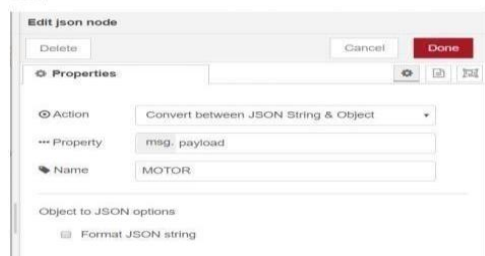 Edit json node
Delete Cancel Done
Properties
Action Convert between JSON String & Object
Property msg. payload
Name MOTOR
Object to JSON options
Format JSON string